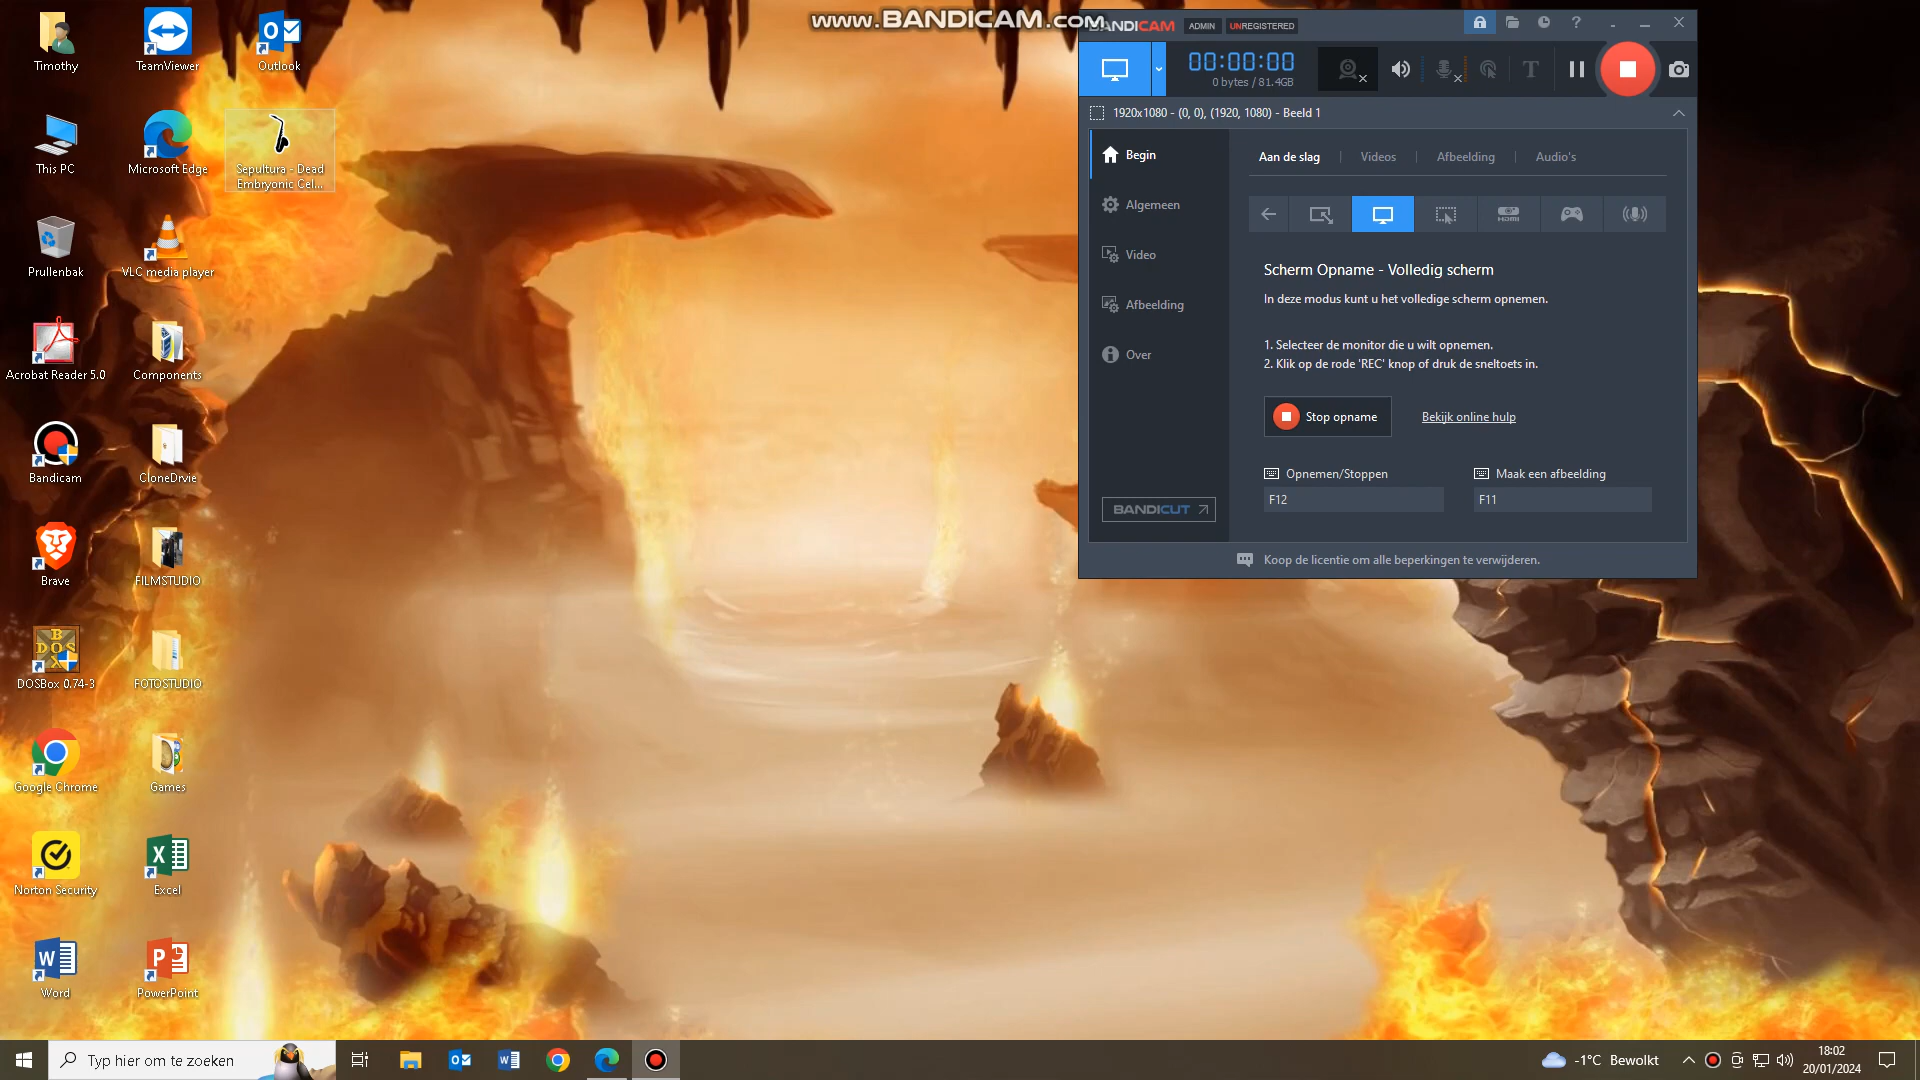 www.BANDICAM.com
Timothy
TeamViewer
Outlook
This PC
Microsoft Edge
Sepultura - Dead
Embryonic Cel...
Prullenbak
VLC media player
Acrobat Reader 5.0
Components
Bandicam
CloneDrvie
Brave
FILMSTUDIO
DOSBox 0.74-3
FOTOSTUDIO
Google Chrome
Games
Norton Security
Excel
Word
PowerPoint
BANDICAM
ADMIN
UNREGISTERED
00:00:00
0 bytes / 81.4GB
1920x1080 - (0, 0), (1920, 1080) - Beeld 1
Begin
Algemeen
Video
Afbeelding
Over
BANDICUT
Aan de slag
Videos
Afbeelding
Audio's
HDMI
Scherm Opname - Volledig scherm
In deze modus kunt u het volledige scherm opnemen.
1. Selecteer de monitor die u wilt opnemen.
2. Klik op de rode 'REC' knop of druk de sneltoets in.
Stop opname
Bekijk online hulp
Opnemen/Stoppen
Maak een afbeelding
F12
F11
Koop de licentie om alle beperkingen te verwijderen.
Typ hier om te zoeken
-1°C Bewolkt
18:02
20/01/2024